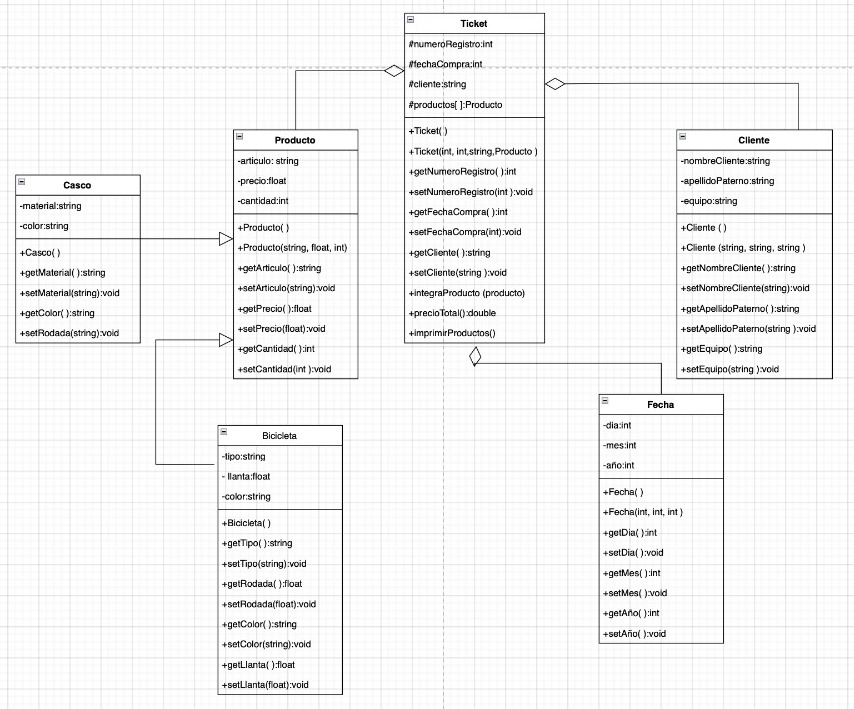 Ticket
#numeroRegistro:int
#fechaCompra:int
#cliente:string
#productos[ ]:Producto
+Ticket( )
+Ticket(int, int,string,Producto )
+getNumeroRegistro( ):int
+setNumeroRegistro(int ):void
+getFechaCompra( ):int
+setFechaCompra(int):void
+getCliente( ):string
+setCliente(string ):void
+integraProducto (producto)
+precioTotal():double
+imprimirProductos()
Producto
-articulo: string
-precio:float
-cantidad:int
+Producto( )
+Producto(string, float, int)
+getArticulo( ):string
+setArticulo(string):void
+getPrecio( ):float
+setPrecio(float):void
+getCantidad( ):int
+setCantidad(int ):void
Cliente
-nombreCliente:string
-apellidoPaterno:string
-equipo:string
+Cliente ( )
+Cliente (string, string, string )
+getNombreCliente( ):string
+setNombreCliente(string):void
+getApellidoPaterno( ):string
+setApellidoPaterno(string ):void
+getEquipo( ):string
+setEquipo(string ):void
Casco
-material:string
-color:string
+Casco( )
+getMaterial( ):string
+setMaterial(string):void
+getColor( ):string
+setRodada(string):void
Bicicleta
-tipo:string
- llanta:float
-color:string
+Bicicleta( )
+getTipo( ):string
+setTipo(string):void
+getRodada( ):float
+setRodada(float):void
+getColor( ):string
+setColor(string):void
+getLlanta( ):float
+setLlanta(float):void
Fecha
-dia:int
-mes:int
-año:int
+Fecha( )
+Fecha(int, int, int )
+getDia( ):int
+setDia( ):void
+getMes( ):int
+setMes( ):void
+getAño( ):int
+setAño( ):void